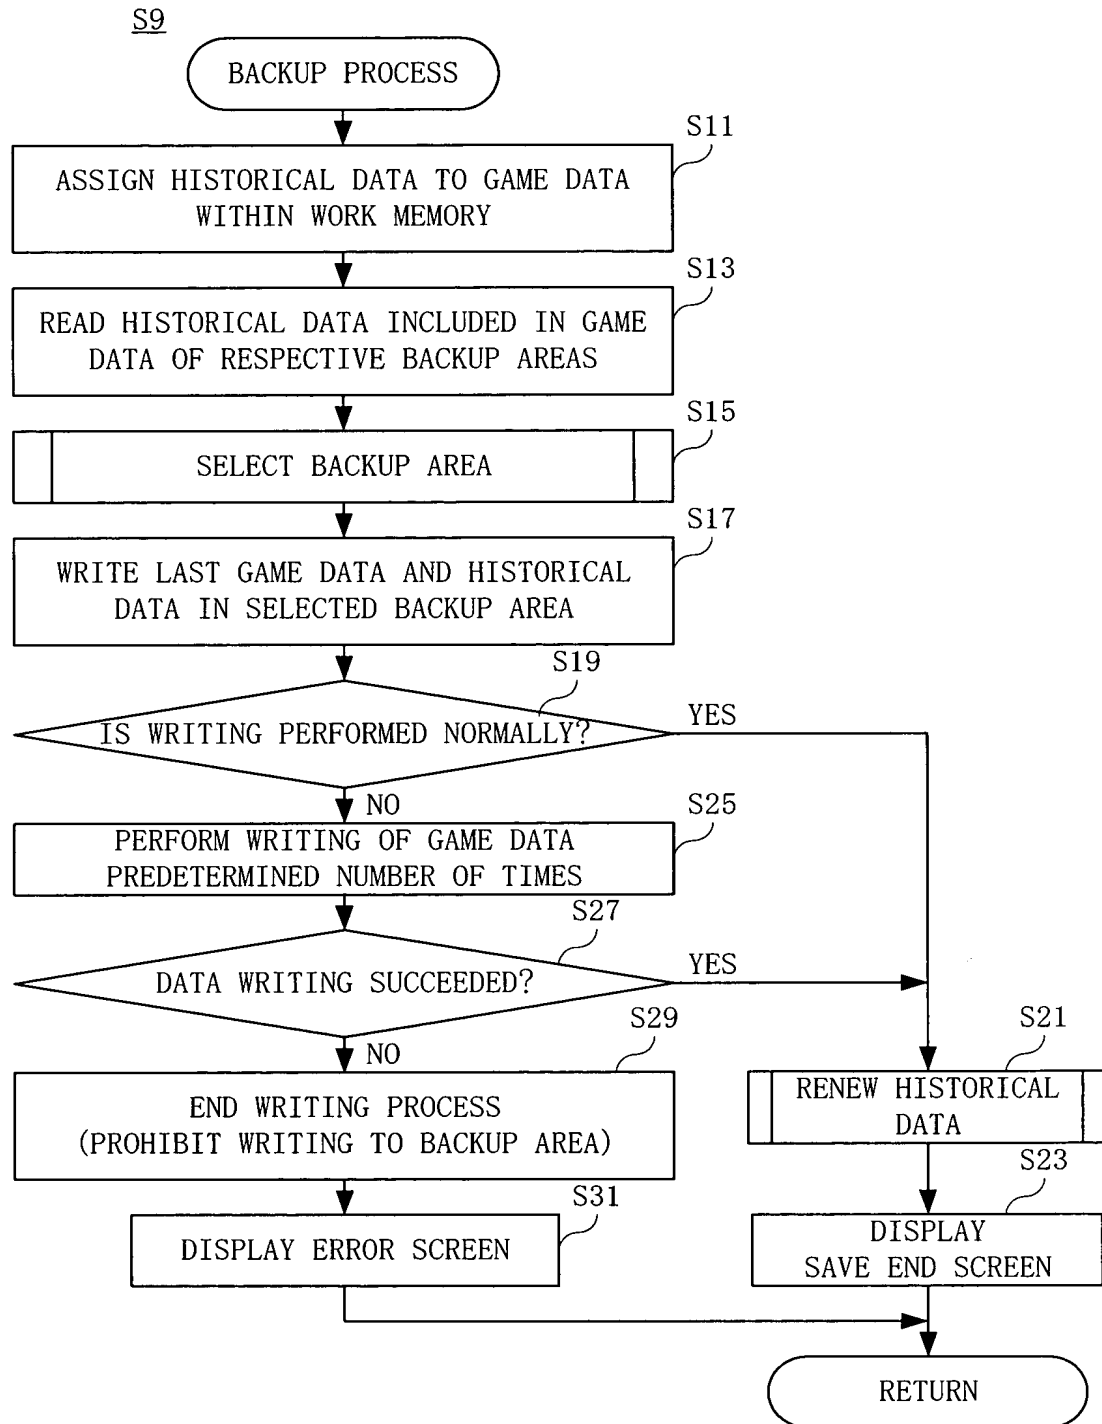 S9
BACKUP PROCESS
S11
ASSIGN HISTORICAL DATA TO GAME DATA
WITHIN WORK MEMORY
S13
READ HISTORICAL DATA INCLUDED IN GAME
DATA OF RESPECTIVE BACKUP AREAS
S15
SELECT BACKUP AREA
S17
WRITE LAST GAME DATA AND HISTORICAL
DATA IN SELECTED BACKUP AREA
S19
IS WRITING PERFORMED NORMALLY?
YES
NO
S25
PERFORM WRITING OF GAME DATA
PREDETERMINED NUMBER OF TIMES
S27
DATA WRITING SUCCEEDED?
YES
NO
S29
END WRITING PROCESS
(PROHIBIT WRITING TO BACKUP AREA)
S31
DISPLAY ERROR SCREEN
S21
RENEW HISTORICAL
DATA
S23
DISPLAY
SAVE END SCREEN
RETURN